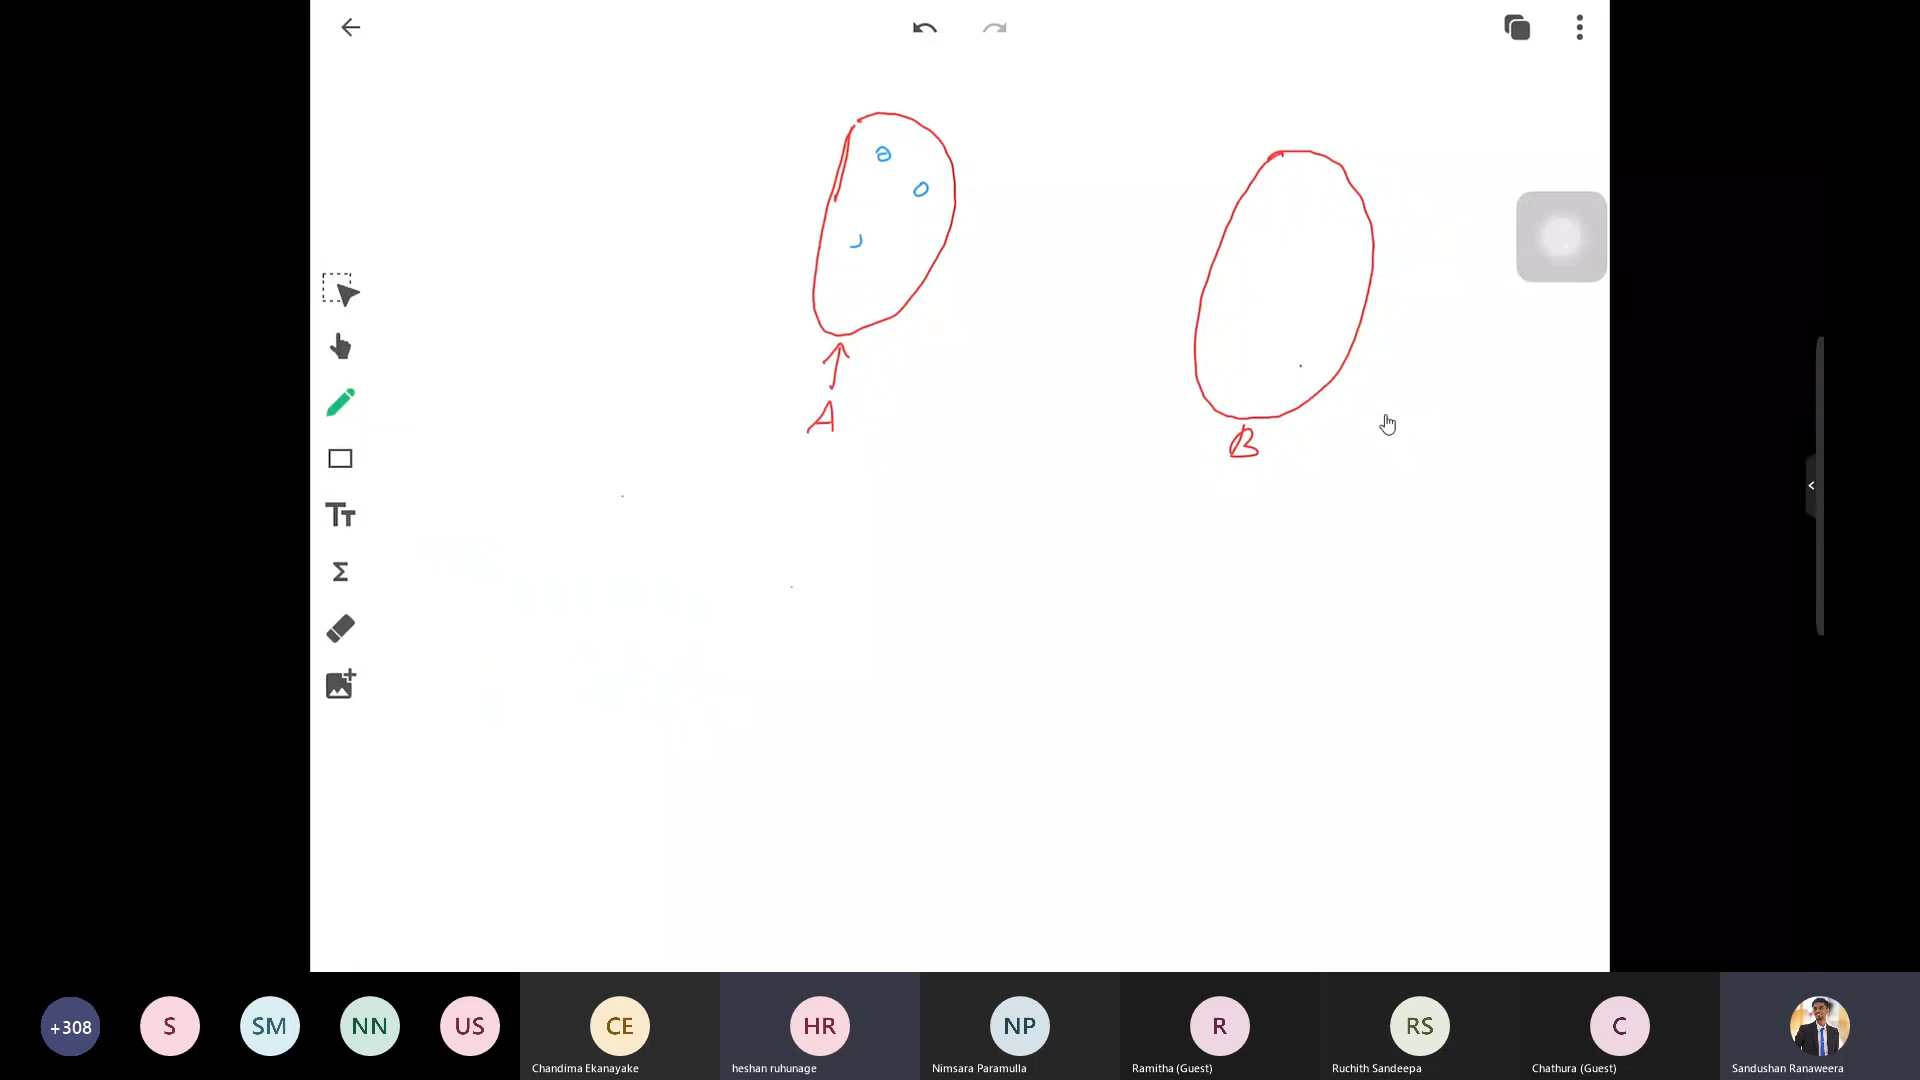 A
B
Tт
Σ
<
+308
S
SM
NN
US
CE
HR
NP
R
RS
C
Chandima Ekanayake
heshan ruhunage
Nimsara Paramulla
Ramitha (Guest)
Ruchith Sandeepa
Chathura (Guest)
Sandushan Ranaweera